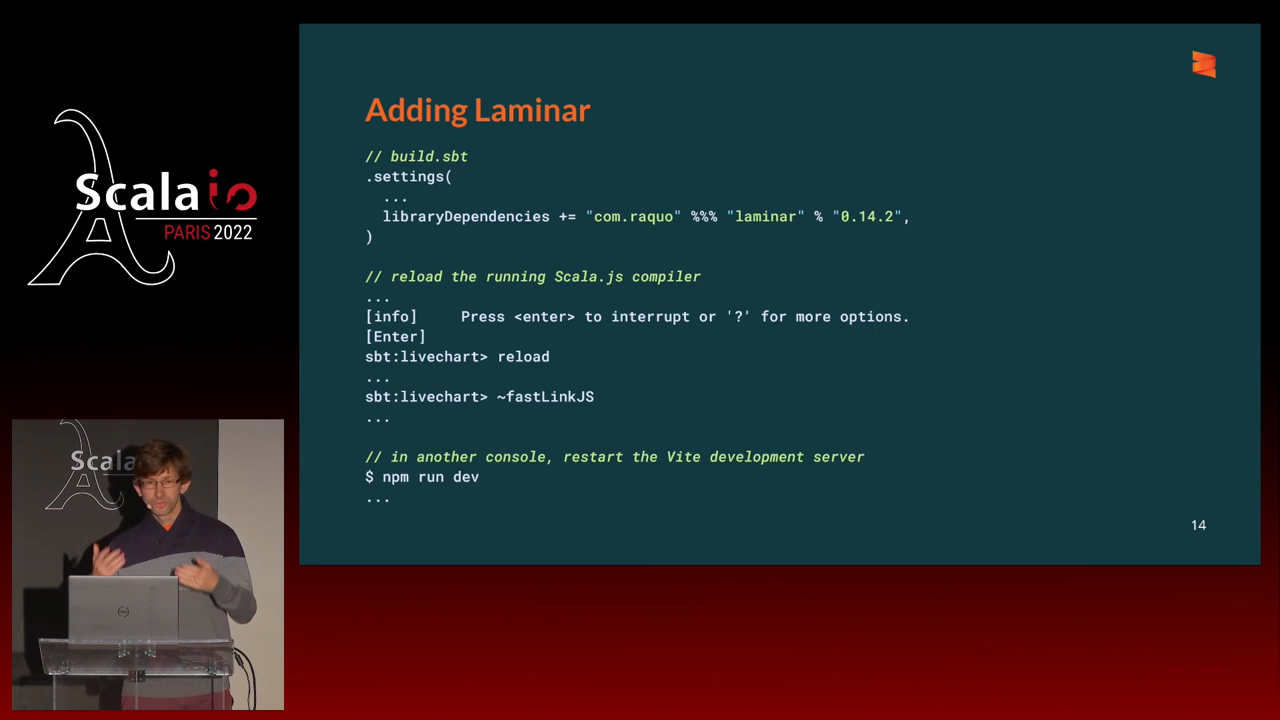 Scala io
PARIS 2022
Adding Laminar
// build.sbt
.settings(
...
libraryDependencies += "com.raquo" %%% "laminar" % "0.14.2",
)
// reload the running Scala.js compiler
...
[info]     Press <enter> to interrupt or '?' for more options.
[Enter]
sbt:livechart> reload
...
sbt:livechart> ~fastLinkJS
...
// in another console, restart the Vite development server
$ npm run dev
...
14
Scala